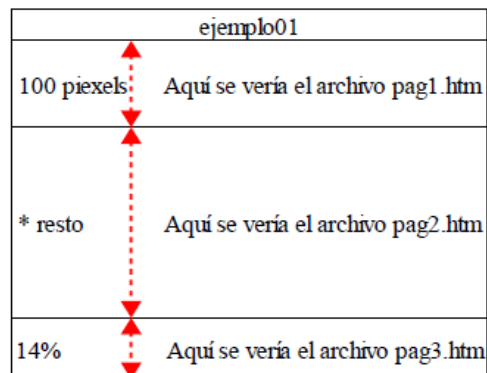 ejemplo01
100 piexels Aquí se vería el archivo pag1.htm
* resto Aquí se vería el archivo pag2.htm
14% Aquí se vería el archivo pag3.htm